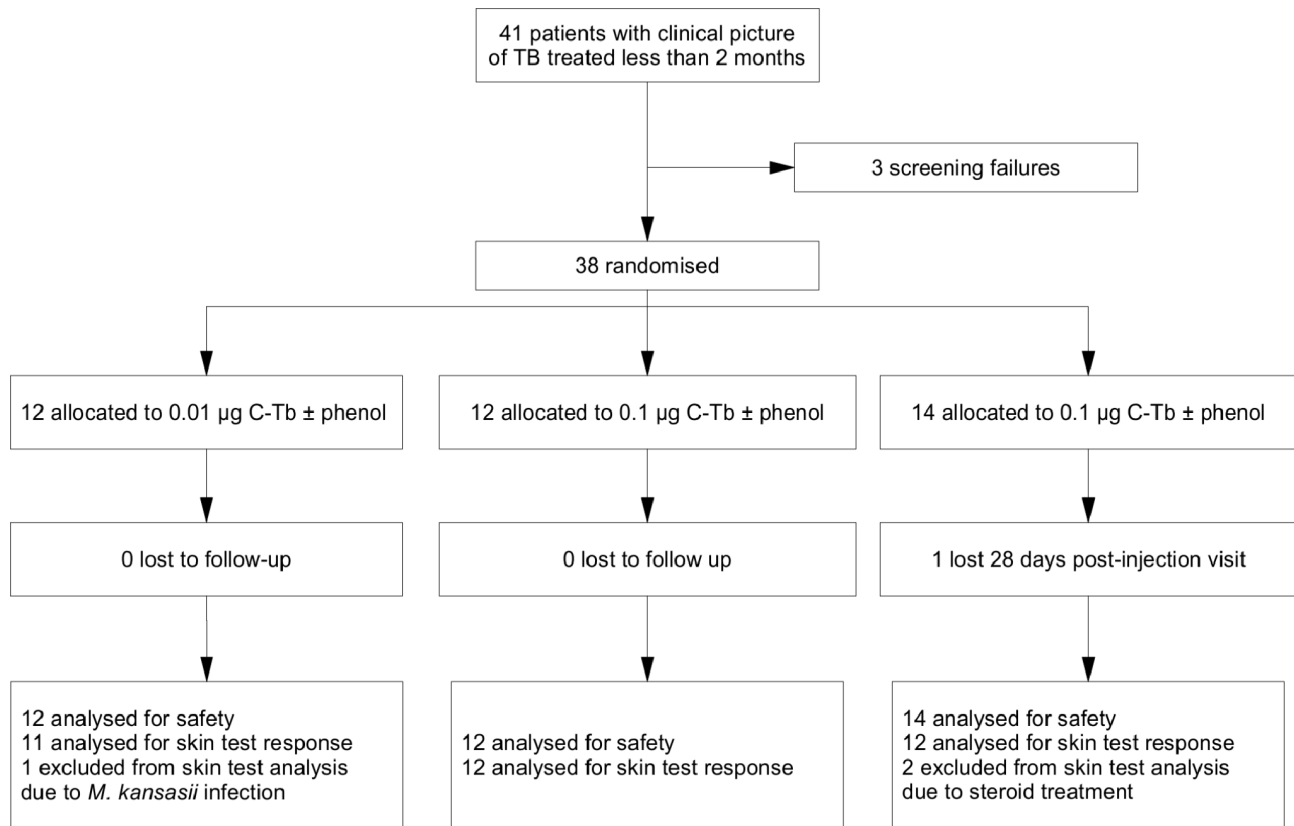 41 patients with clinical picture
of TB treated less than 2 months
3 screening failures
38 randomised
12 allocated to 0.01 µg C-Tb ± phenol
12 allocated to 0.1 µg C-Tb ± phenol
14 allocated to 0.1 µg C-Tb ± phenol
0 lost to follow-up
0 lost to follow up
1 lost 28 days post-injection visit
12 analysed for safety
11 analysed for skin test response
1 excluded from skin test analysis
due to M. kansasii infection
12 analysed for safety
12 analysed for skin test response
14 analysed for safety
12 analysed for skin test response
2 excluded from skin test analysis
due to steroid treatment